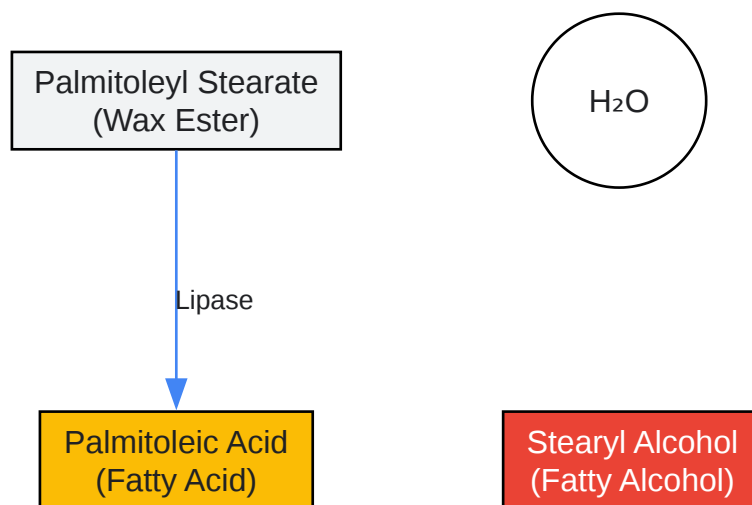 Palmitoleyl Stearate
(Wax Ester)
H₂O
Lipase
Palmitoleic Acid
(Fatty Acid)
Stearyl Alcohol
(Fatty Alcohol)